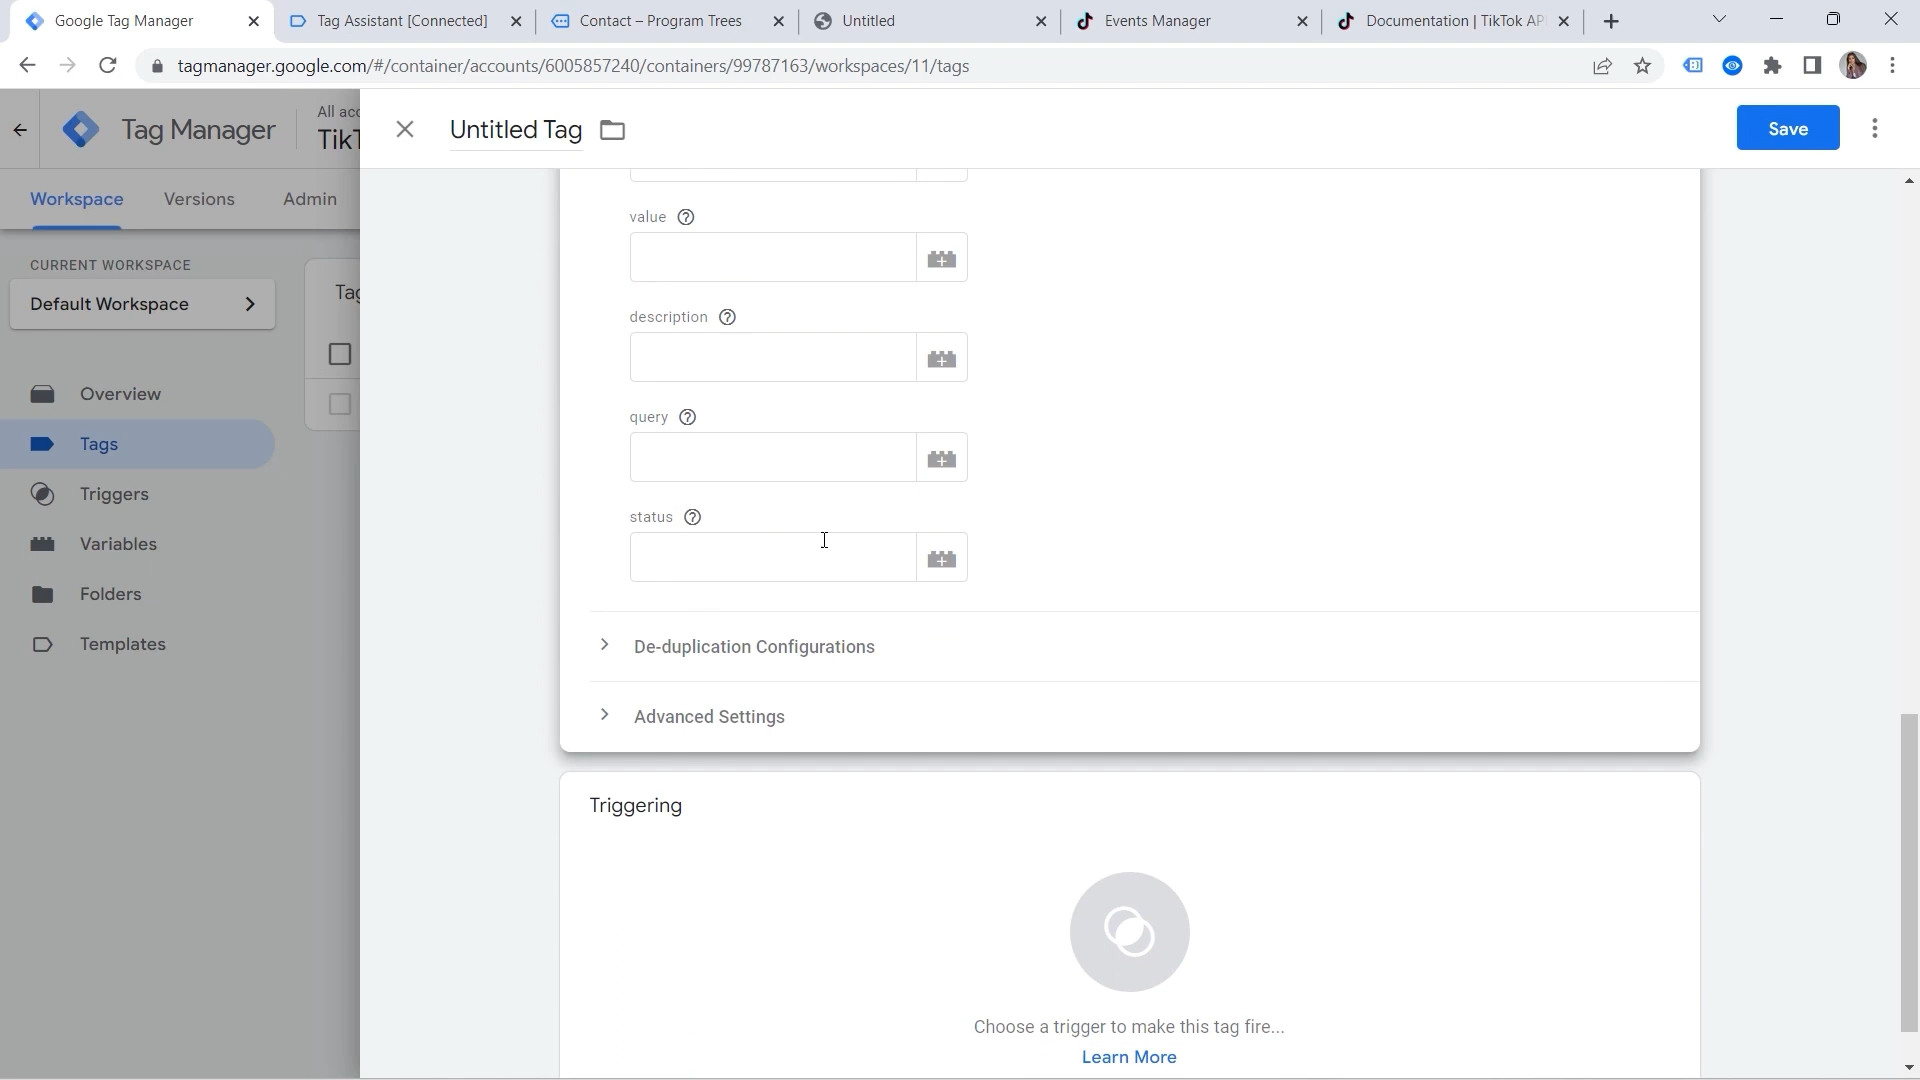 Google Tag Manager
Tag Assistant [Connected]
Contact – Program Trees
Untitled
Events Manager
Documentation | TikTok AP
tagmanager.google.com/#/container/accounts/6005857240/containers/99787163/workspaces/11/tags
Tag Manager
All acc
TikT
Untitled Tag
Save
Workspace
Versions
Admin
CURRENT WORKSPACE
Default Workspace
Tag
Overview
Tags
Triggers
Variables
Folders
Templates
value
description
query
status
De-duplication Configurations
Advanced Settings
Triggering
Choose a trigger to make this tag fire...
Learn More